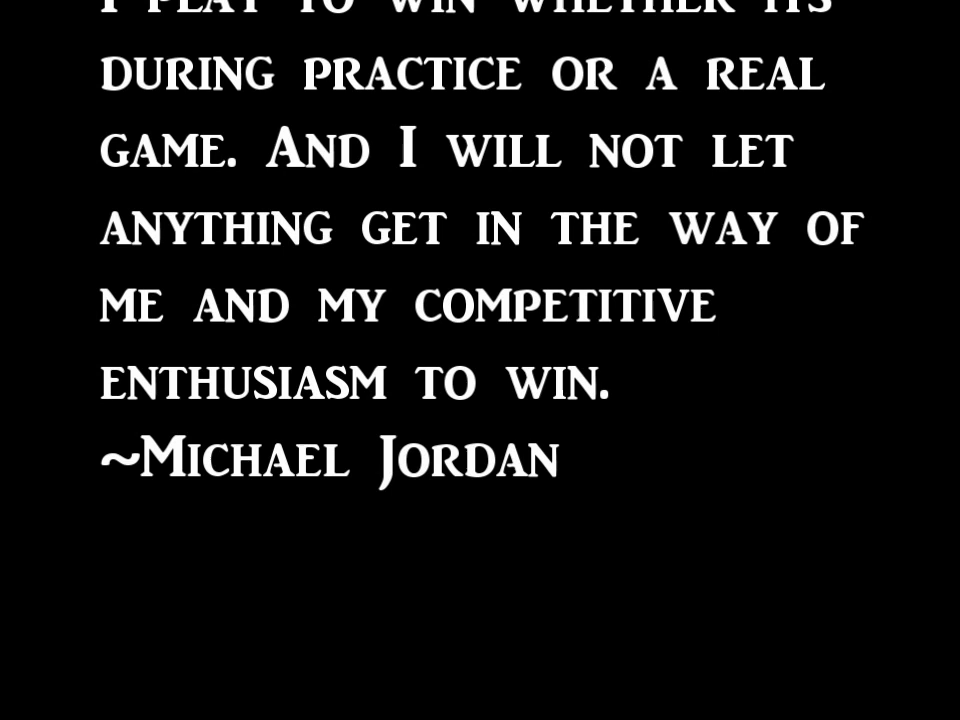 I play to win whether its
during practice or a real
game. And I will not let
anything get in the way of
me and my competitive
enthusiasm to win.
~Michael Jordan